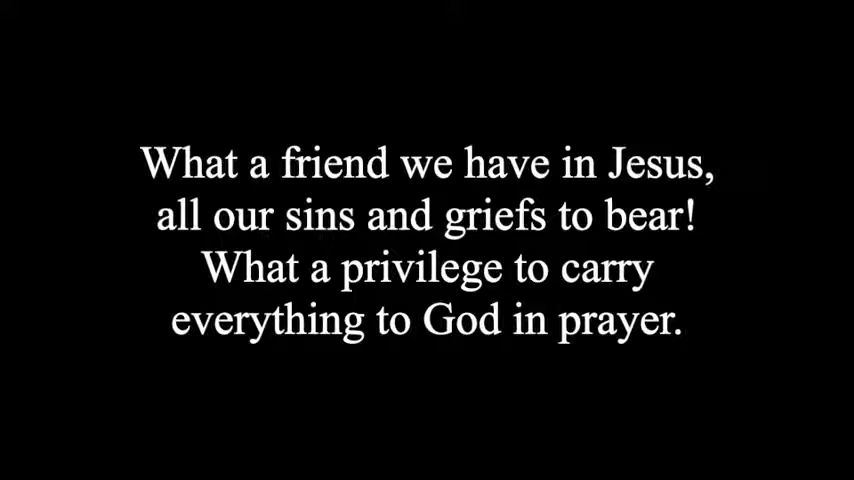 What a friend we have in Jesus,
all our sins and griefs to bear!
What a privilege to carry
everything to God in prayer.